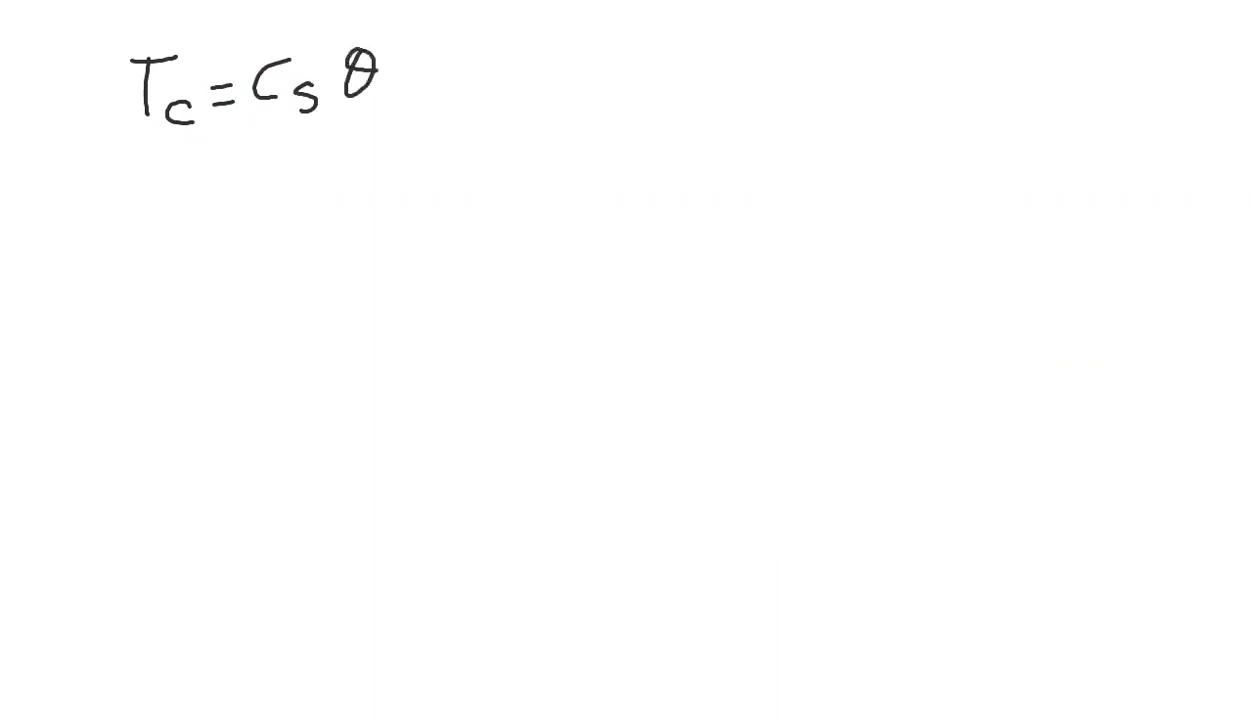 T_c = C_s θ